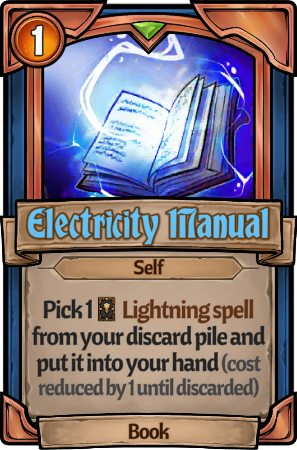 1
Electricity Manual
Self
Pick 1 Lightning spell
from your discard pile and
put it into your hand (cost
reduced by 1 until discarded)
Book